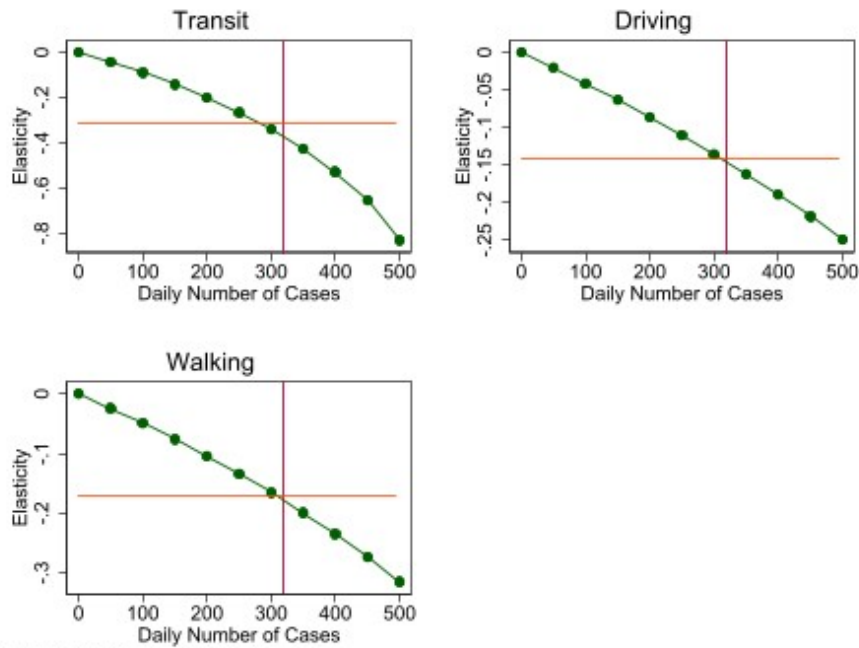 Transit
Elasticity
0
-.2
-.4
-.6
-.8
0 100 200 300 400 500
Daily Number of Cases
Driving
Elasticity
0
-.05
-.1
-.15
-.2
-.25
0 100 200 300 400 500
Daily Number of Cases
Walking
Elasticity
0
-.1
-.2
-.3
0 100 200 300 400 500
Daily Number of Cases